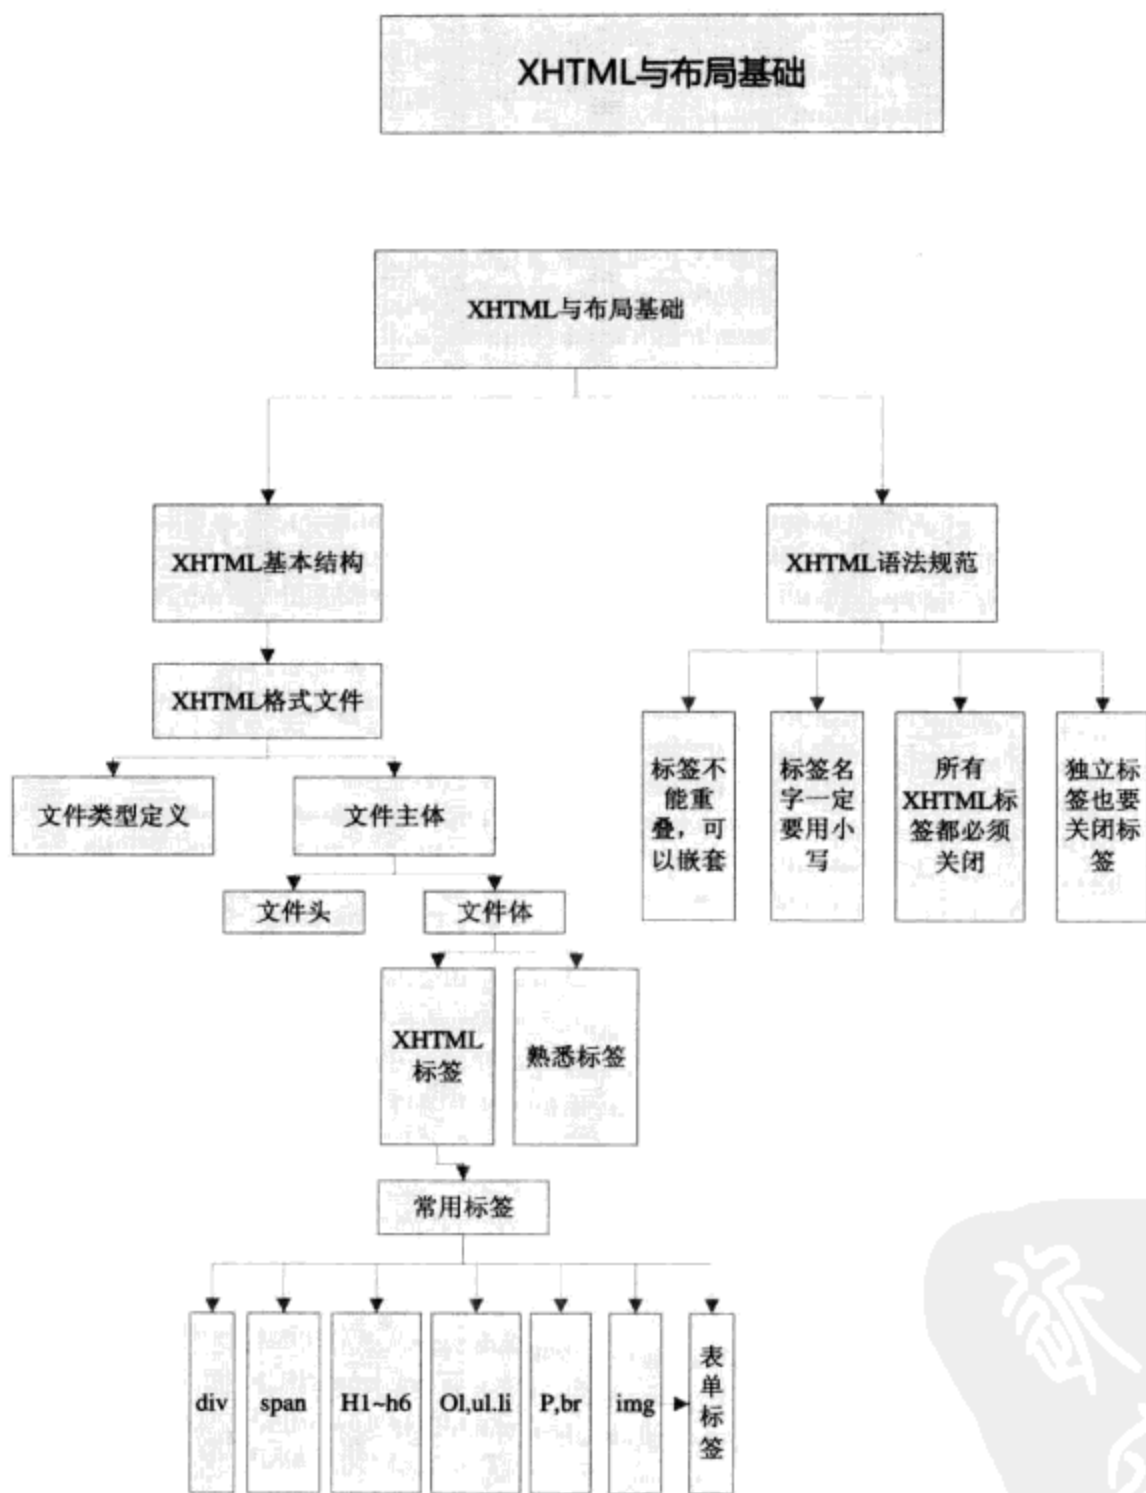 XHTML与布局基础
XHTML与布局基础
XHTML基本结构
XHTML语法规范
XHTML格式文件
标签不
能重
叠，可
以嵌套
标签名
字一定
要用小
写
所有
XHTML标
签都必须
关闭
独立标
签也要
关闭标
签
文件类型定义
文件主体
文件头
文件体
XHTML
标签
熟悉标签
常用标签
div
span
H1~h6
Ol,ul.li
P,br
img
表
单
标
签